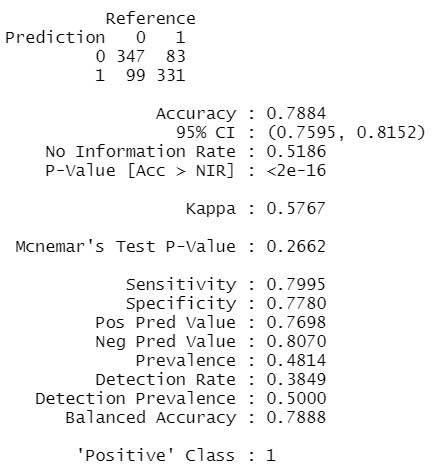 Reference
Prediction 0 1
0 347 83
1 99 331
Accuracy : 0.7884
95% CI : (0.7595, 0.8152)
No Information Rate : 0.5186
P-Value [Acc > NIR] : <2e-16
Kappa : 0.5767
Mcnemar's Test P-Value : 0.2662
Sensitivity : 0.7995
Specificity : 0.7780
Pos Pred Value : 0.7698
Neg Pred Value : 0.8070
Prevalence : 0.4814
Detection Rate : 0.3849
Detection Prevalence : 0.5000
Balanced Accuracy : 0.7888
'Positive' Class : 1